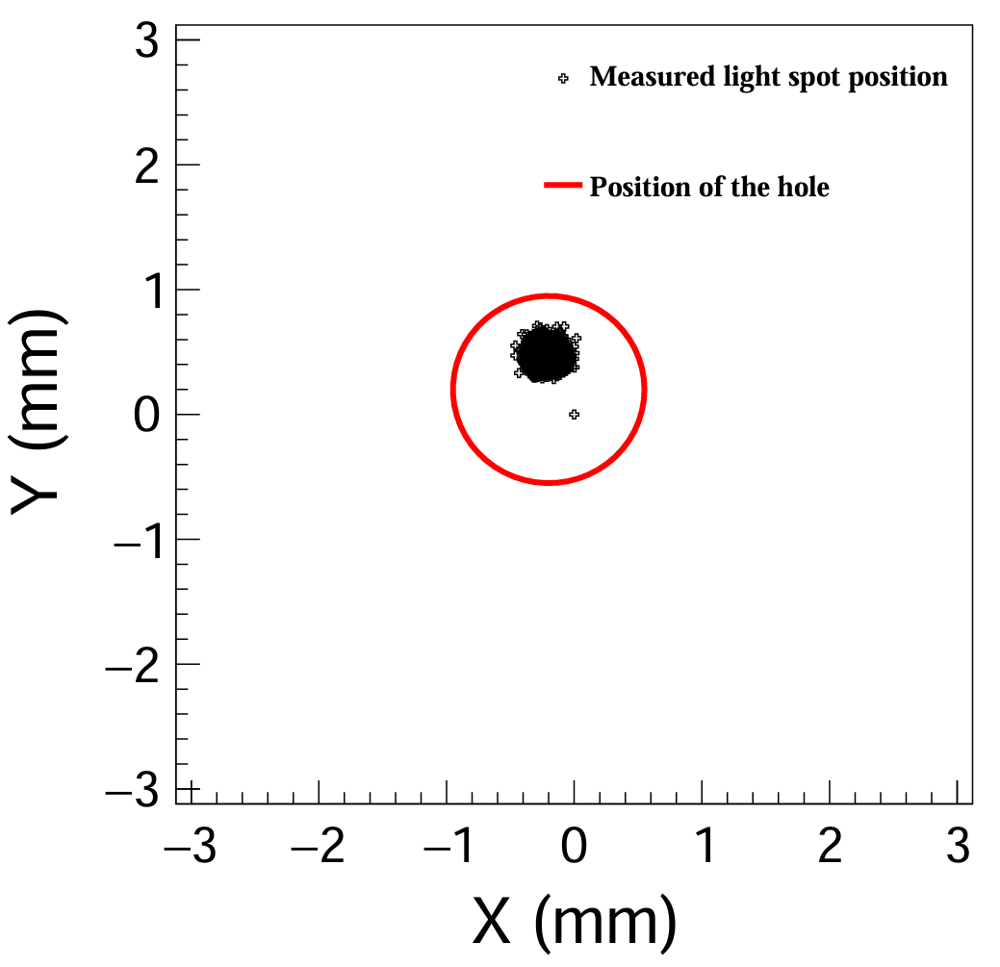 3
Measured light spot position
2
Position of the hole
1
0
−1
−2
−3
Y (mm)
−3 −2 −1 0 1 2 3
X (mm)